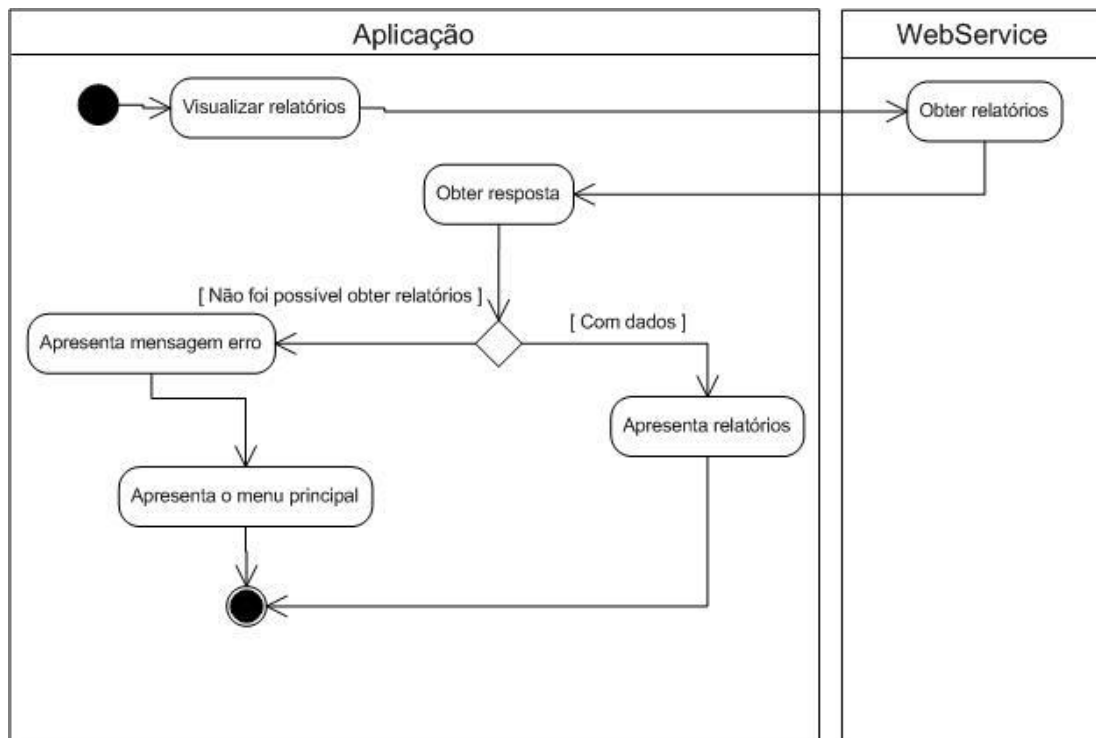 Aplicação
WebService
Visualizar relatórios
Obter relatórios
Obter resposta
[ Não foi possível obter relatórios ]
[ Com dados ]
Apresenta mensagem erro
Apresenta relatórios
Apresenta o menu principal